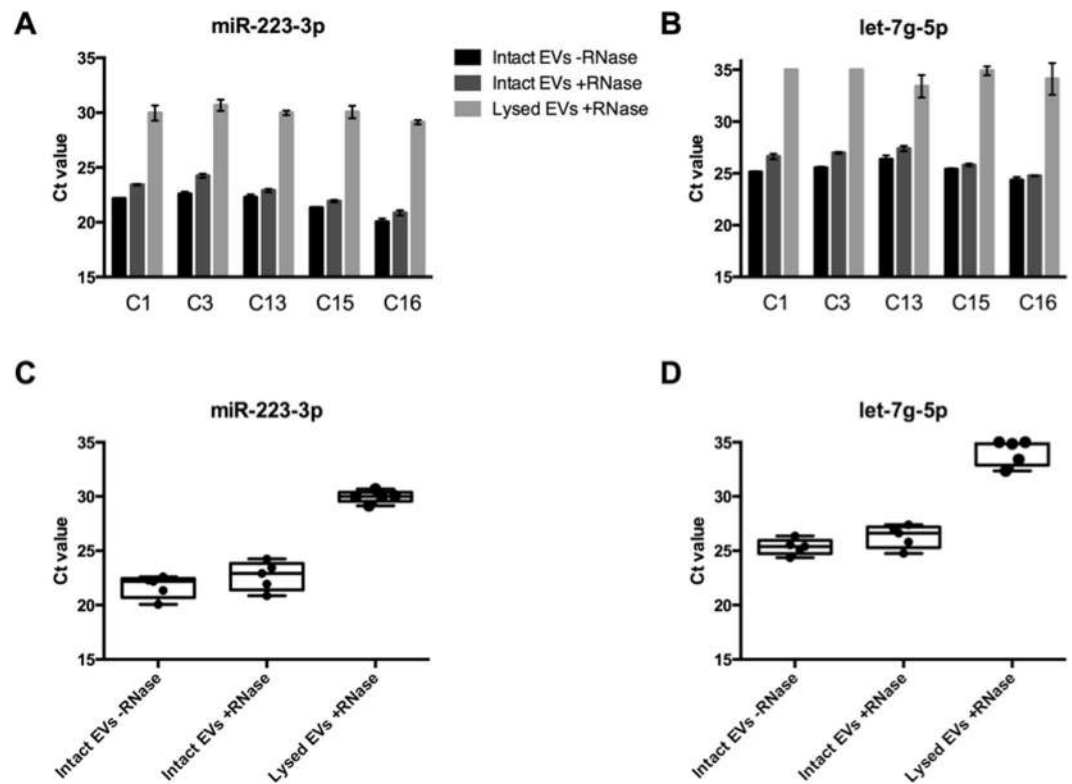 A
miR-223-3p
Ct value
35
30
25
20
15
C1 C3 C13 C15 C16
Intact EVs -RNase
Intact EVs +RNase
Lysed EVs +RNase
B
let-7g-5p
Ct value
35
30
25
20
15
C1 C3 C13 C15 C16
C
miR-223-3p
Ct value
35
30
25
20
15
Intact EVs -RNase
Intact EVs +RNase
Lysed EVs +RNase
D
let-7g-5p
Ct value
35
30
25
20
15
Intact EVs -RNase
Intact EVs +RNase
Lysed EVs +RNase